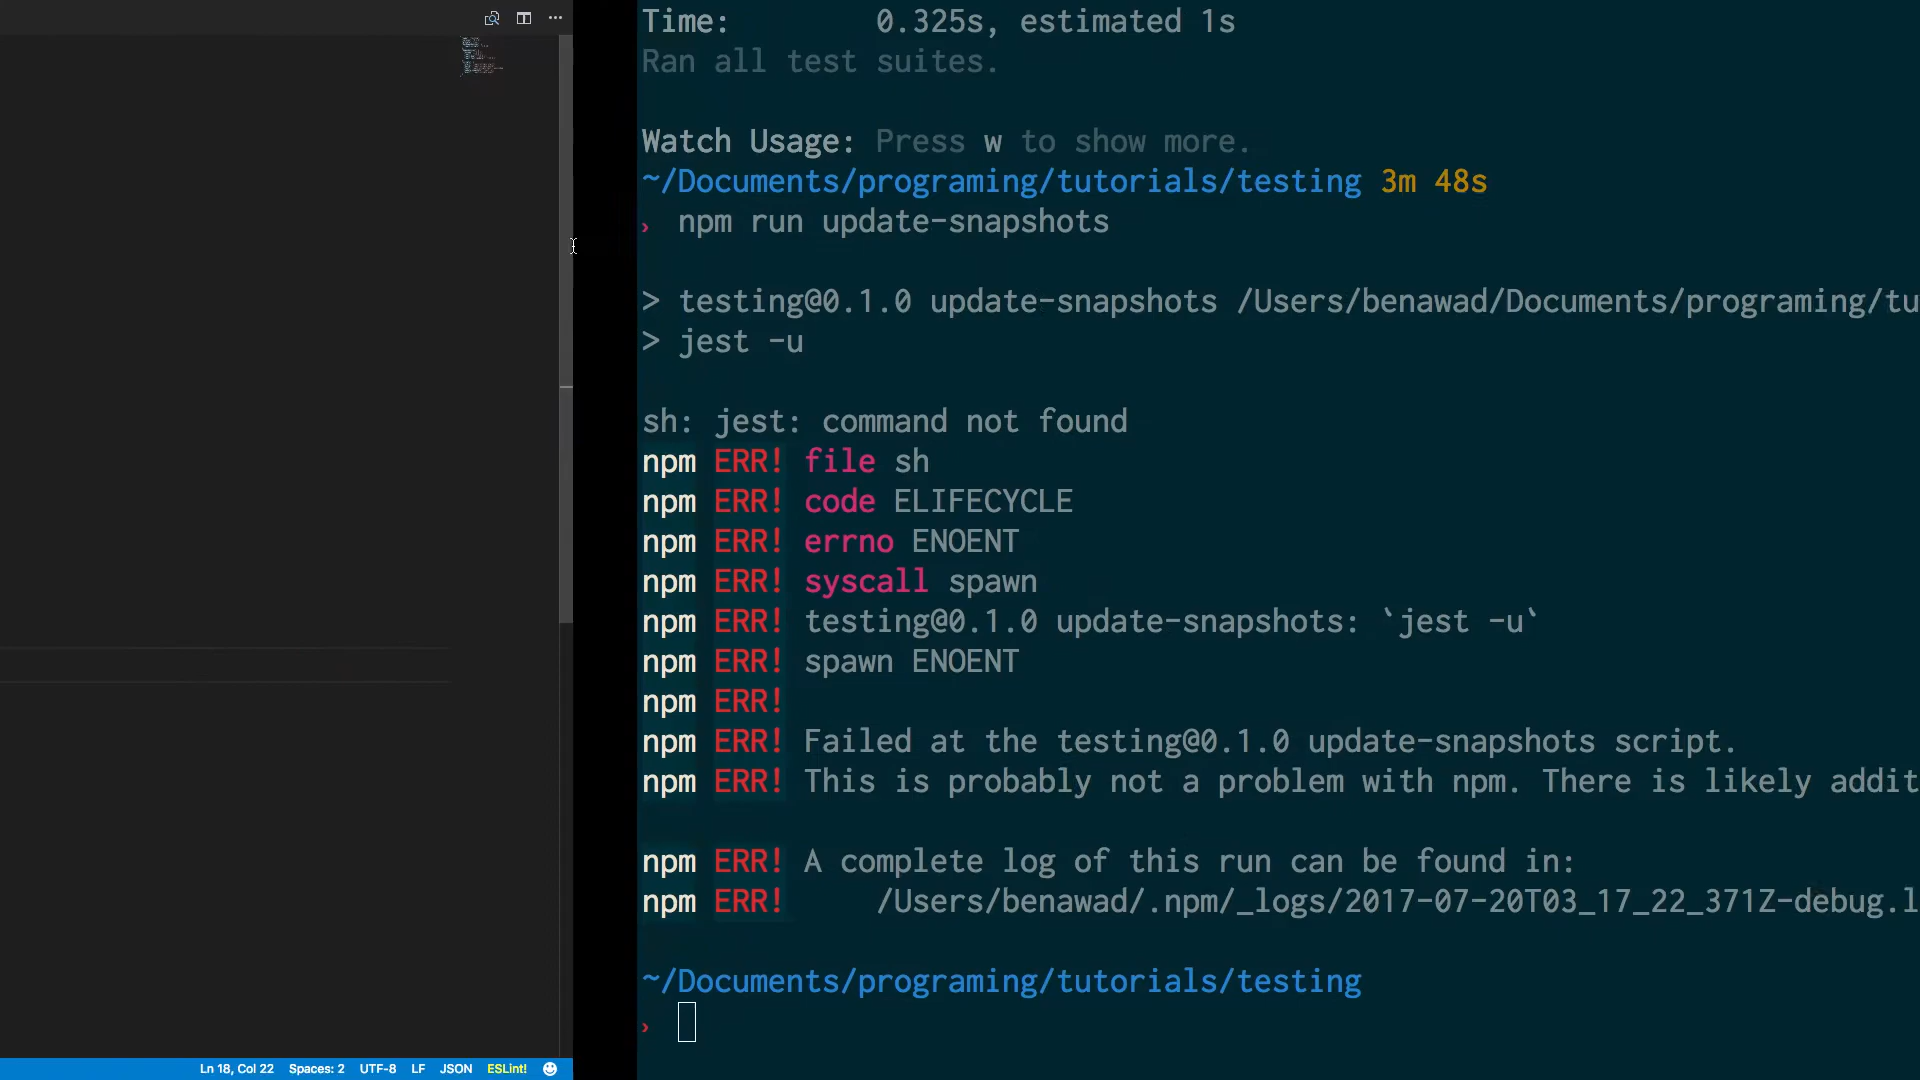 Time: 0.325s, estimated 1s
Ran all test suites.
Watch Usage: Press w to show more.
~/Documents/programing/tutorials/testing 3m 48s
› npm run update-snapshots
> testing@0.1.0 update-snapshots /Users/benawad/Documents/programing/tu
> jest -u
sh: jest: command not found
npm ERR! file sh
npm ERR! code ELIFECYCLE
npm ERR! errno ENOENT
npm ERR! syscall spawn
npm ERR! testing@0.1.0 update-snapshots: `jest -u`
npm ERR! spawn ENOENT
npm ERR!
npm ERR! Failed at the testing@0.1.0 update-snapshots script.
npm ERR! This is probably not a problem with npm. There is likely addit
npm ERR! A complete log of this run can be found in:
npm ERR! /Users/benawad/.npm/_logs/2017-07-20T03_17_22_371Z-debug.l
~/Documents/programing/tutorials/testing
›
Ln 18, Col 22 Spaces: 2 UTF-8 LF JSON ESLint!